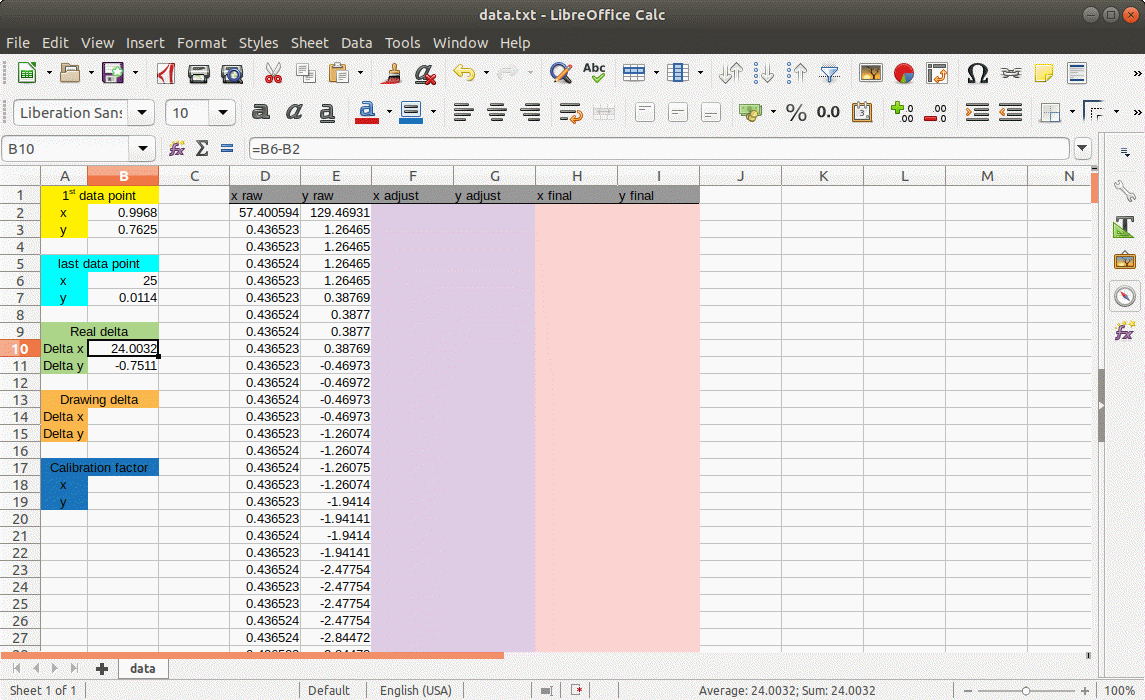 data.txt - LibreOffice Calc
File Edit View Insert Format Styles Sheet Data Tools Window Help
Liberation Sans 10 a a a a % 0.0
B10 =B6-B2
A B C D E F G H I J K L M N
1 1st data point x raw y raw x adjust y adjust x final y final
2 x 0.9968 57.400594 129.46931
3 y 0.7625 0.436523 1.26465
4 0.436523 1.26465
5 last data point 0.436524 1.26465
6 x 25 0.436523 1.26465
7 y 0.0114 0.436523 0.38769
8 0.436524 0.3877
9 Real delta 0.436524 0.3877
10 Delta x 24.0032 0.436523 0.38769
11 Delta y -0.7511 0.436523 -0.46973
12 0.436524 -0.46972
13 Drawing delta 0.436524 -0.46973
14 Delta x 0.436523 -0.46973
15 Delta y 0.436523 -1.26074
16 0.436524 -1.26074
17 Calibration factor 0.436524 -1.26075
18 x 0.436523 -1.26074
19 y 0.436523 -1.9414
20 0.436523 -1.94141
21 0.436524 -1.9414
22 0.436523 -1.94141
23 0.436524 -2.47754
24 0.436523 -2.47754
25 0.436523 -2.47754
26 0.436524 -2.47754
27 0.436524 -2.84472
data
Sheet 1 of 1 Default English (USA) Average: 24.0032; Sum: 24.0032 100%